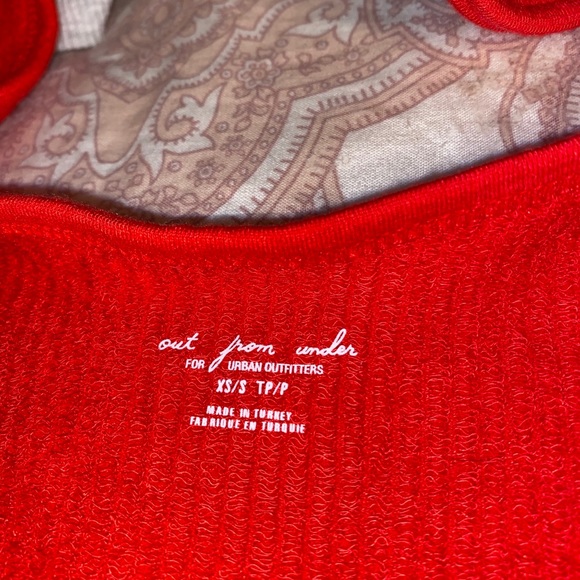 out from under
FOR URBAN OUTFITTERS
XS/S TP/P
MADE IN TURKEY
FABRIQUE EN TURQUIE